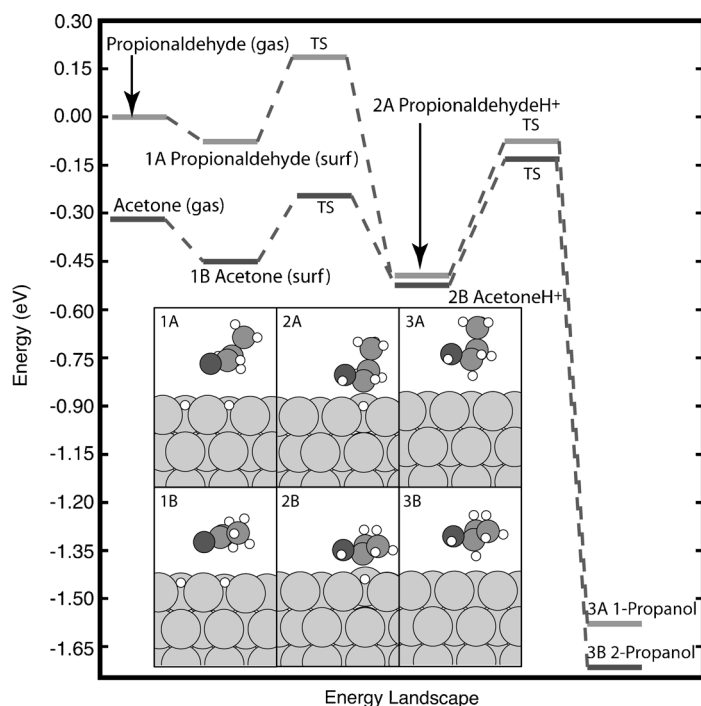 -0.30
0.15
0.00
-0.15
-0.30
-0.45
-0.60
-0.75
-0.90
-1.05
-1.20
-1.35
-1.50
-1.65
Energy (eV)
Energy Landscape
Propionaldehyde (gas)
TS
1A Propionaldehyde (surf)
Acetone (gas)
TS
1B Acetone (surf)
2A PropionaldehydeH+
TS
TS
2B AcetoneH+
1A
2A
3A
1B
2B
3B
3A 1-Propanol
3B 2-Propanol